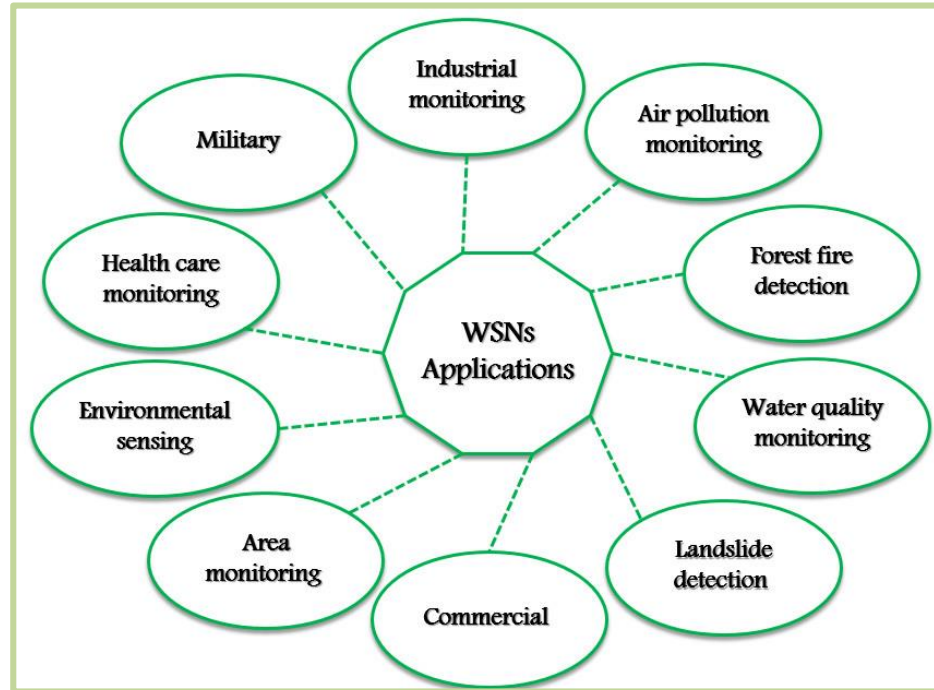 Industrial
monitoring
Air pollution
monitoring
Military
Forest fire
detection
Health care
monitoring
WSNs
Applications
Water quality
monitoring
Environmental
sensing
Landslide
detection
Area
monitoring
Commercial